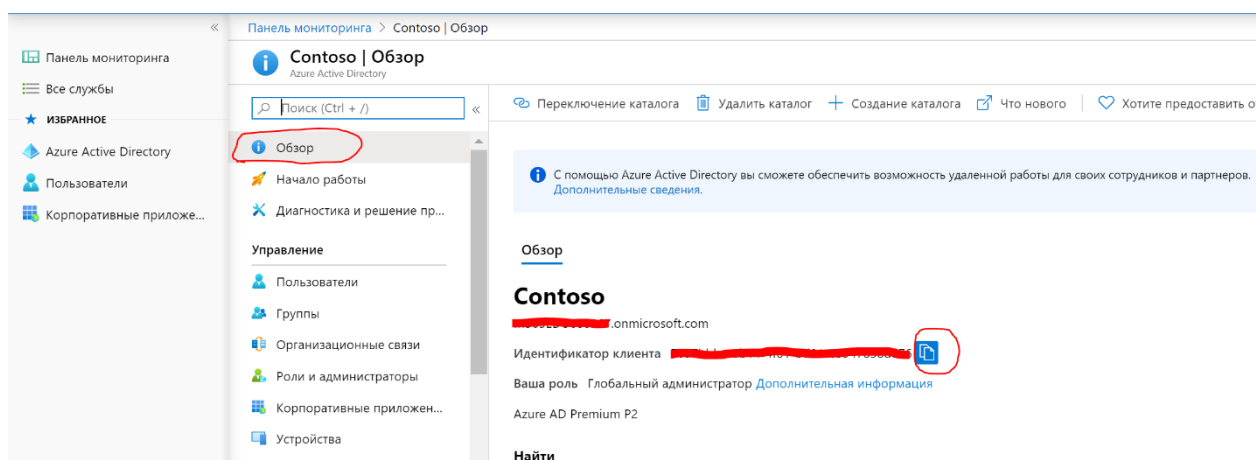 «
Панель мониторинга > Contoso | Обзор
Панель мониторинга
Все службы
ИЗБРАННОЕ
Azure Active Directory
Пользователи
Корпоративные приложе...
Contoso | Обзор
Azure Active Directory
Поиск (Ctrl + /)
«
Обзор
Начало работы
Диагностика и решение пр...
Управление
Пользователи
Группы
Организационные связи
Роли и администраторы
Корпоративные приложен...
Устройства
Переключение каталога Удалить каталог Создание каталога Что нового Хотите предоставить о
С помощью Azure Active Directory вы сможете обеспечить возможность удаленной работы для своих сотрудников и партнеров.
Дополнительные сведения.
Обзор
Contoso
.onmicrosoft.com
Идентификатор клиента
Ваша роль Глобальный администратор Дополнительная информация
Azure AD Premium P2
Найти